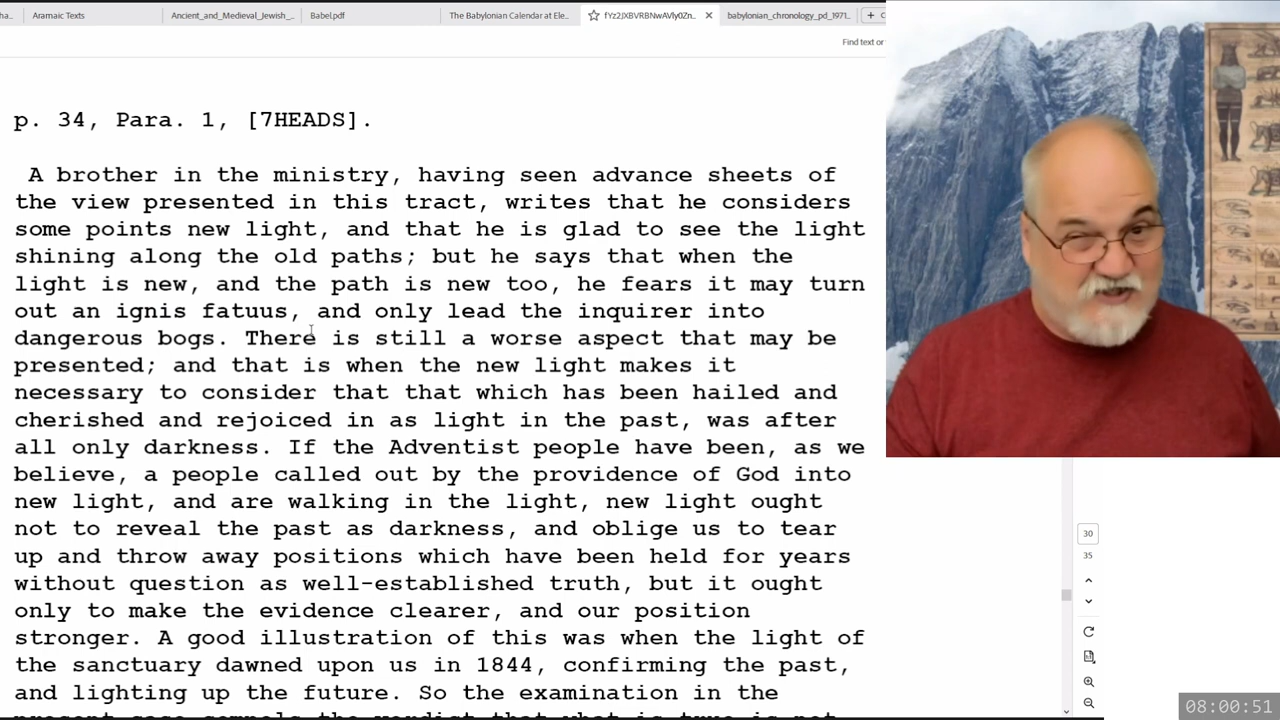 Aramaic Texts
Ancient_and_Medieval_Jewish_...
Babel.pdf
The Babylonian Calendar at Ele...
fYz2JXBVRBNwAVly0Zn...
babylonian_chronology_pd_1971...
Find text or
p. 34, Para. 1, [7HEADS].
A brother in the ministry, having seen advance sheets of
the view presented in this tract, writes that he considers
some points new light, and that he is glad to see the light
shining along the old paths; but he says that when the
light is new, and the path is new too, he fears it may turn
out an ignis fatuus, and only lead the inquirer into
dangerous bogs. There is still a worse aspect that may be
presented; and that is when the new light makes it
necessary to consider that that which has been hailed and
cherished and rejoiced in as light in the past, was after
all only darkness. If the Adventist people have been, as we
believe, a people called out by the providence of God into
new light, and are walking in the light, new light ought
not to reveal the past as darkness, and oblige us to tear
up and throw away positions which have been held for years
without question as well-established truth, but it ought
only to make the evidence clearer, and our position
stronger. A good illustration of this was when the light of
the sanctuary dawned upon us in 1844, confirming the past,
and lighting up the future. So the examination in the
present case compels the verdict that what is true is not
30
35
08:00:51